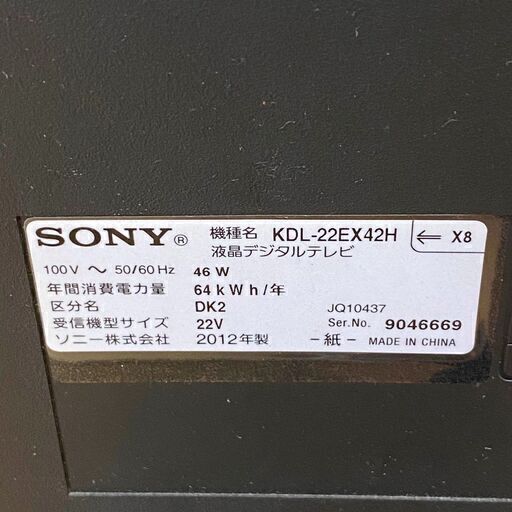 SONY® 機種名 KDL-22EX42H ← X8
液晶デジタルテレビ
100V 〜 50/60Hz 46W
年間消費電力量 64kWh/年
区分名 DK2 JQ10437
受信機型サイズ 22V Ser.No. 9046669
ソニー株式会社 2012年製 -紙- MADE IN CHINA